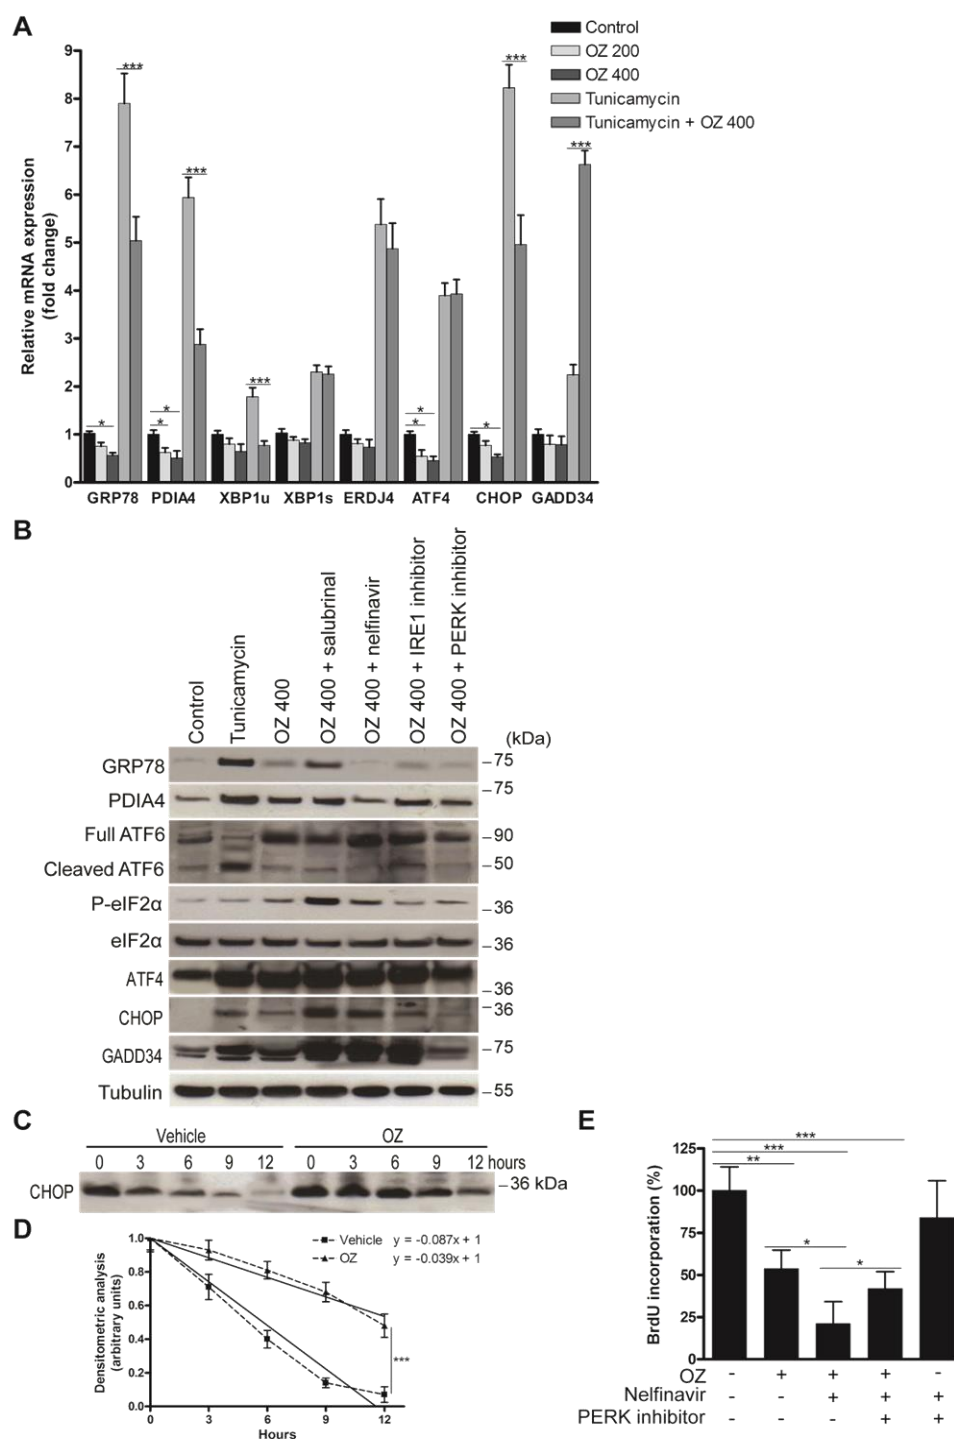 A
Control
OZ 200
OZ 400
Tunicamycin
Tunicamycin + OZ 400
Relative mRNA expression
(fold change)
9
8
7
6
5
4
3
2
1
0
***
***
***
***
***
*
*
*
*
*
*
GRP78 PDIA4 XBP1u XBP1s ERDJ4 ATF4 CHOP GADD34
B
Control
Tunicamycin
OZ 400
OZ 400 + salubrinal
OZ 400 + nelfinavir
OZ 400 + IRE1 inhibitor
OZ 400 + PERK inhibitor
(kDa)
GRP78 –75
PDIA4 –75
Full ATF6 –90
Cleaved ATF6 –50
P-eIF2α –36
eIF2α –36
ATF4 –36
CHOP –36
GADD34 –75
Tubulin –55
C
Vehicle OZ
0 3 6 9 12 0 3 6 9 12 hours
CHOP –36 kDa
D
Vehicle y = -0.087x + 1
OZ y = -0.039x + 1
Densitometric analysis
(arbitrary units)
1.0
0.8
0.6
0.4
0.2
0.0
***
0 3 6 9 12
Hours
E
BrdU incorporation (%)
125
100
75
50
25
0
***
***
**
*
*
OZ - + + + -
Nelfinavir - - + + +
PERK inhibitor - - - + +